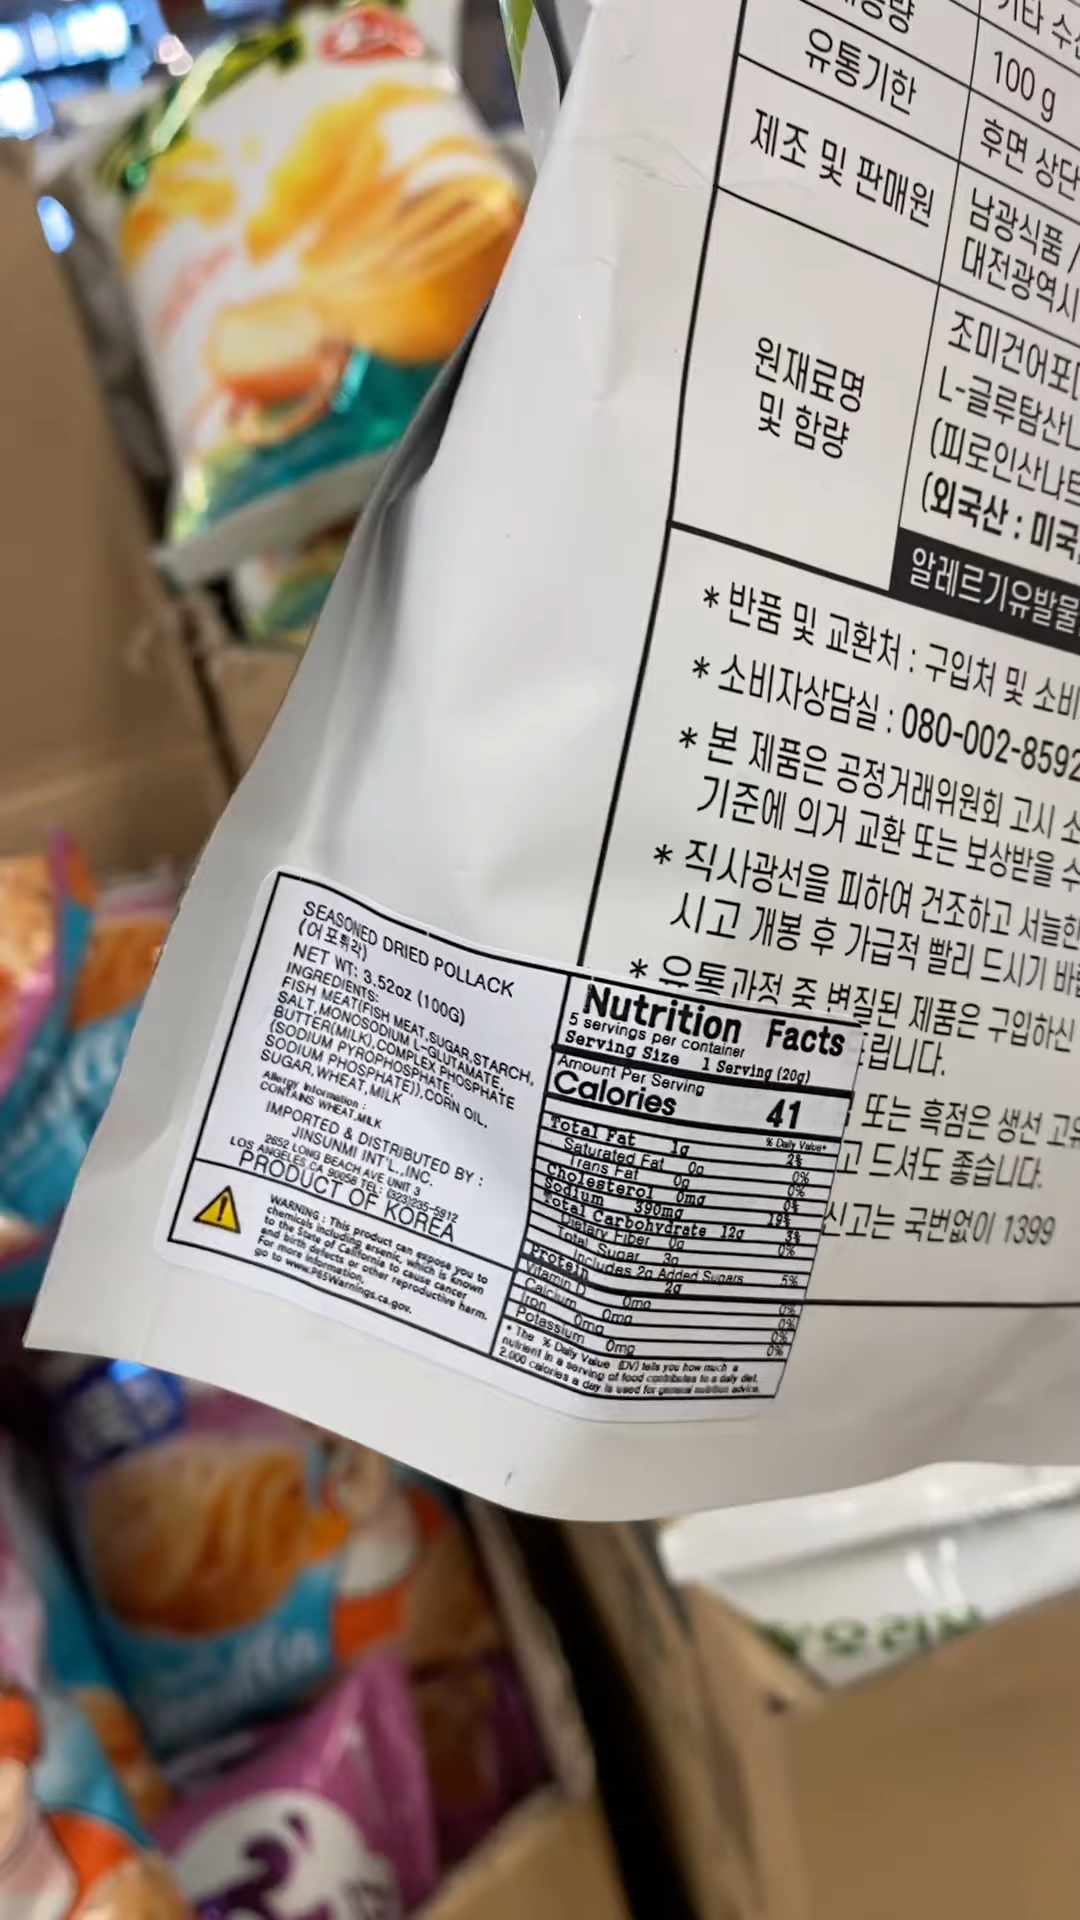 기타 수
100 g
유통기한
후면 상단
제조 및 판매원
남광식품 /
대전광역시
원재료명
및 함량
조미건어포
L-글루탐산
(피로인산나트
(외국산 : 미국
알레르기유발물
* 반품 및 교환처 : 구입처 및 소비
* 소비자상담실 : 080-002-8592
* 본 제품은 공정거래위원회 고시 소
기준에 의거 교환 또는 보상받을 수
* 직사광선을 피하여 건조하고 서늘한
시고 개봉 후 가급적 빨리 드시기 바
* 유통과정 중 변질된 제품은 구입하신
드립니다.
또는 흑점은 생선 고유
고 드셔도 좋습니다.
신고는 국번없이 1399
SEASONED DRIED POLLACK
(어포튀각)
NET WT: 3.52oz (100G)
INGREDIENTS:
FISH MEAT(FISH MEAT,SUGAR,STARCH,
SALT,MONOSODIUM L-GLUTAMATE,
BUTTER(MILK),COMPLEX PHOSPHATE
(SODIUM PYROPHOSPHATE,
SODIUM PHOSPHATE)),CORN OIL,
SUGAR,WHEAT,MILK
Allergy Information :
CONTAINS WHEAT,MILK
IMPORTED & DISTRIBUTED BY :
JINSUNMI INT'L.,INC.
2652 LONG BEACH AVE UNIT 3
LOS ANGELES,CA 90058 TEL: (323)235-5912
PRODUCT OF KOREA
WARNING : This product can expose you to
chemicals including arsenic, which is known
to the State of California to cause cancer
and birth defects or other reproductive harm.
For more information,
go to www.P65Warnings.ca.gov.
Nutrition Facts
5 servings per container
Serving Size 1 Serving (20g)
Amount Per Serving
Calories 41
% Daily Value*
Total Fat 1g 2%
Saturated Fat 0g 0%
Trans Fat 0g 0%
Cholesterol 0mg 0%
Sodium 390mg 19%
Total Carbohydrate 12g 3%
Dietary Fiber 0g 0%
Total Sugar 3g
Includes 2g Added Sugars 5%
Protein 2g
Vitamin D 0mg 0%
Calcium 0mg 0%
Iron 0mg 0%
Potassium 0mg 0%
* The % Daily Value (DV) tells you how much a
nutrient in a serving of food contributes to a daily diet.
2,000 calories a day is used for general nutrition advice.